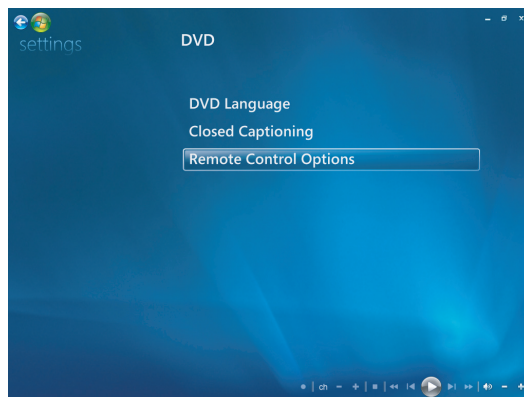 settings
DVD
DVD Language
Closed Captioning
Remote Control Options
ch